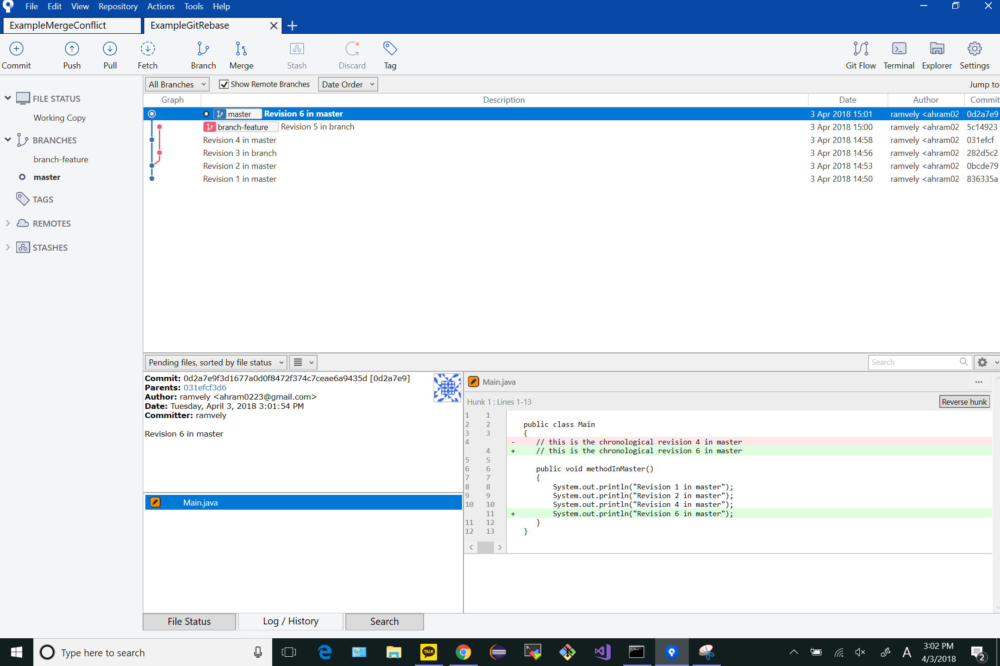 File Edit View Repository Actions Tools Help
ExampleMergeConflict ExampleGitRebase
Commit Push Pull Fetch Branch Merge Stash Discard Tag Git Flow Terminal Explorer Settings
All Branches Show Remote Branches Date Order Jump to
FILE STATUS
Working Copy
BRANCHES
branch-feature
master
TAGS
REMOTES
STASHES
Graph Description Date Author Commit
master Revision 6 in master 3 Apr 2018 15:01 ramvely <ahram02 0d2a7e9
branch-feature Revision 5 in branch 3 Apr 2018 15:00 ramvely <ahram02 5c14923
Revision 4 in master 3 Apr 2018 14:58 ramvely <ahram02 031efcf
Revision 3 in branch 3 Apr 2018 14:56 ramvely <ahram02 282d5c2
Revision 2 in master 3 Apr 2018 14:53 ramvely <ahram02 0bcde79
Revision 1 in master 3 Apr 2018 14:50 ramvely <ahram02 836335a
Pending files, sorted by file status Search
Commit: 0d2a7e9f3d1677a0d0f8472f374c7ceae6a9435d [0d2a7e9]
Parents: 031efcf3d6
Author: ramvely <ahram0223@gmail.com>
Date: Tuesday, April 3, 2018 3:01:54 PM
Committer: ramvely
Revision 6 in master
Main.java
Main.java
Hunk 1 : Lines 1-13 Reverse hunk
1 1
2 2 public class Main
3 3 {
4 - // this is the chronological revision 4 in master
4 + // this is the chronological revision 6 in master
5 5
6 6 public void methodInMaster()
7 7 {
8 8 System.out.println("Revision 1 in master");
9 9 System.out.println("Revision 2 in master");
10 10 System.out.println("Revision 4 in master");
11 + System.out.println("Revision 6 in master");
11 12 }
12 13 }
File Status Log / History Search
Type here to search TALK A 3:02 PM
4/3/2018 2